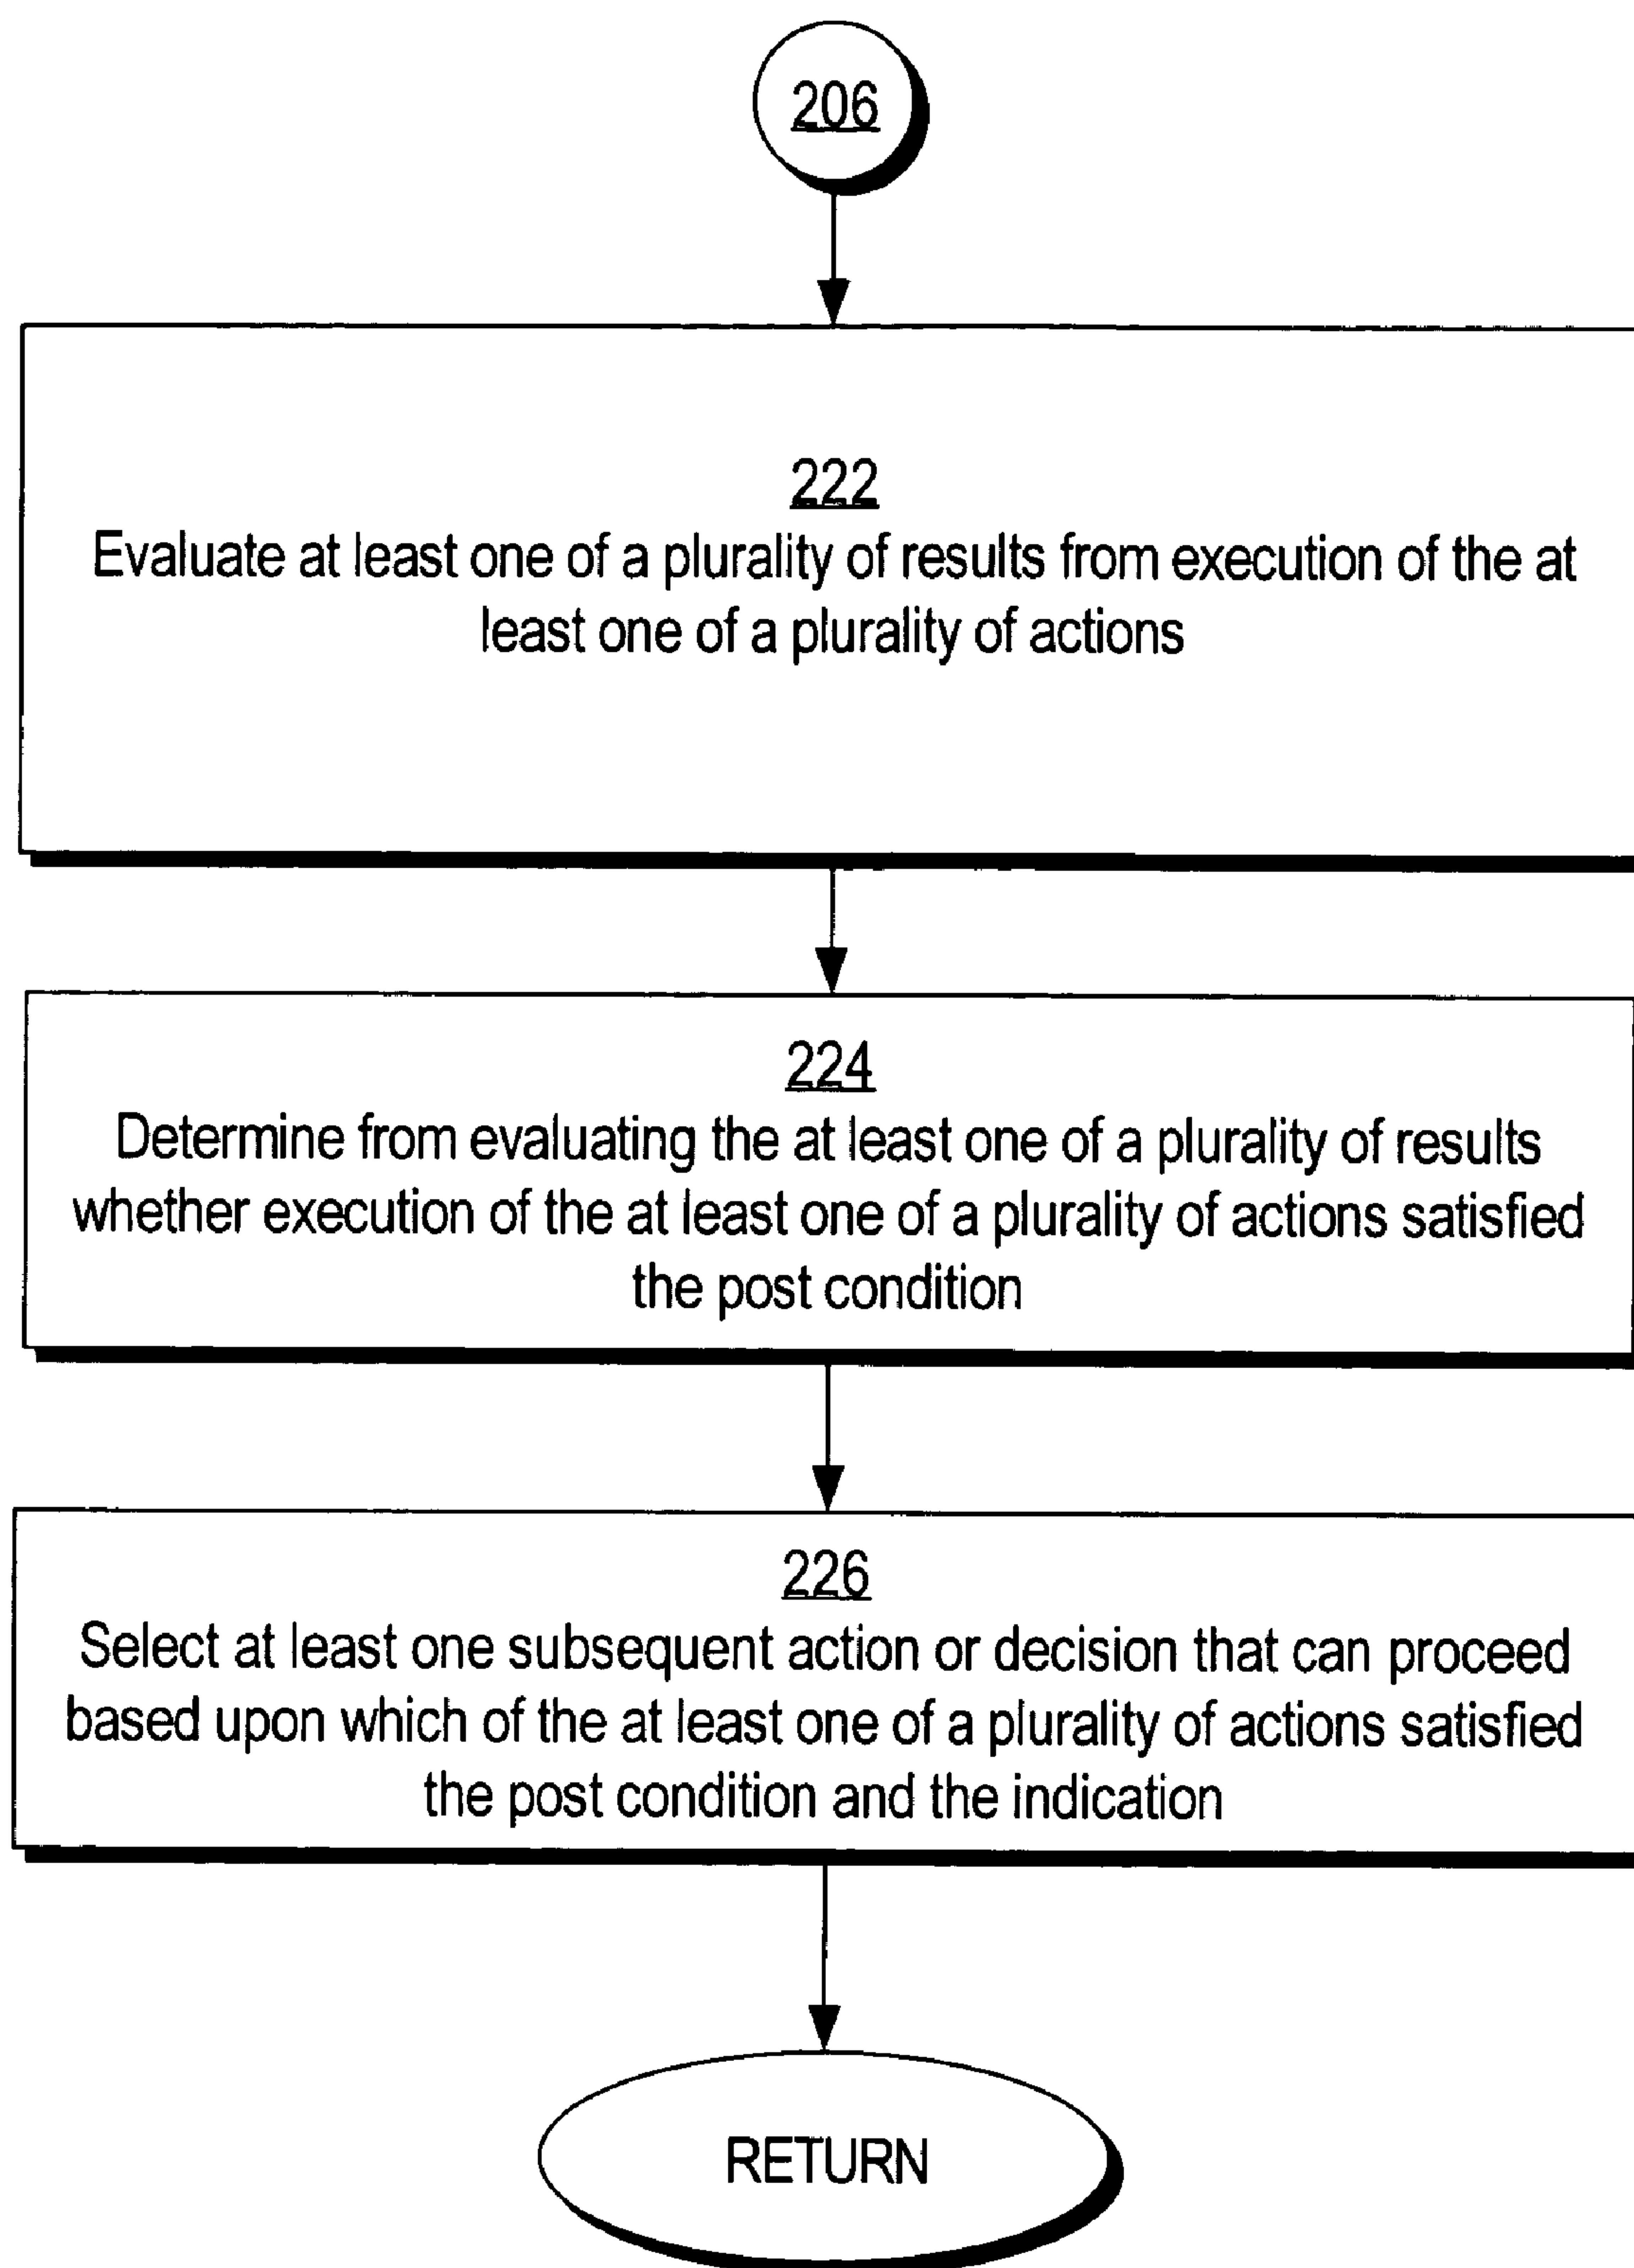 206
222
Evaluate at least one of a plurality of results from execution of the at
least one of a plurality of actions
224
Determine from evaluating the at least one of a plurality of results
whether execution of the at least one of a plurality of actions satisfied
the post condition
226
Select at least one subsequent action or decision that can proceed
based upon which of the at least one of a plurality of actions satisfied
the post condition and the indication
RETURN